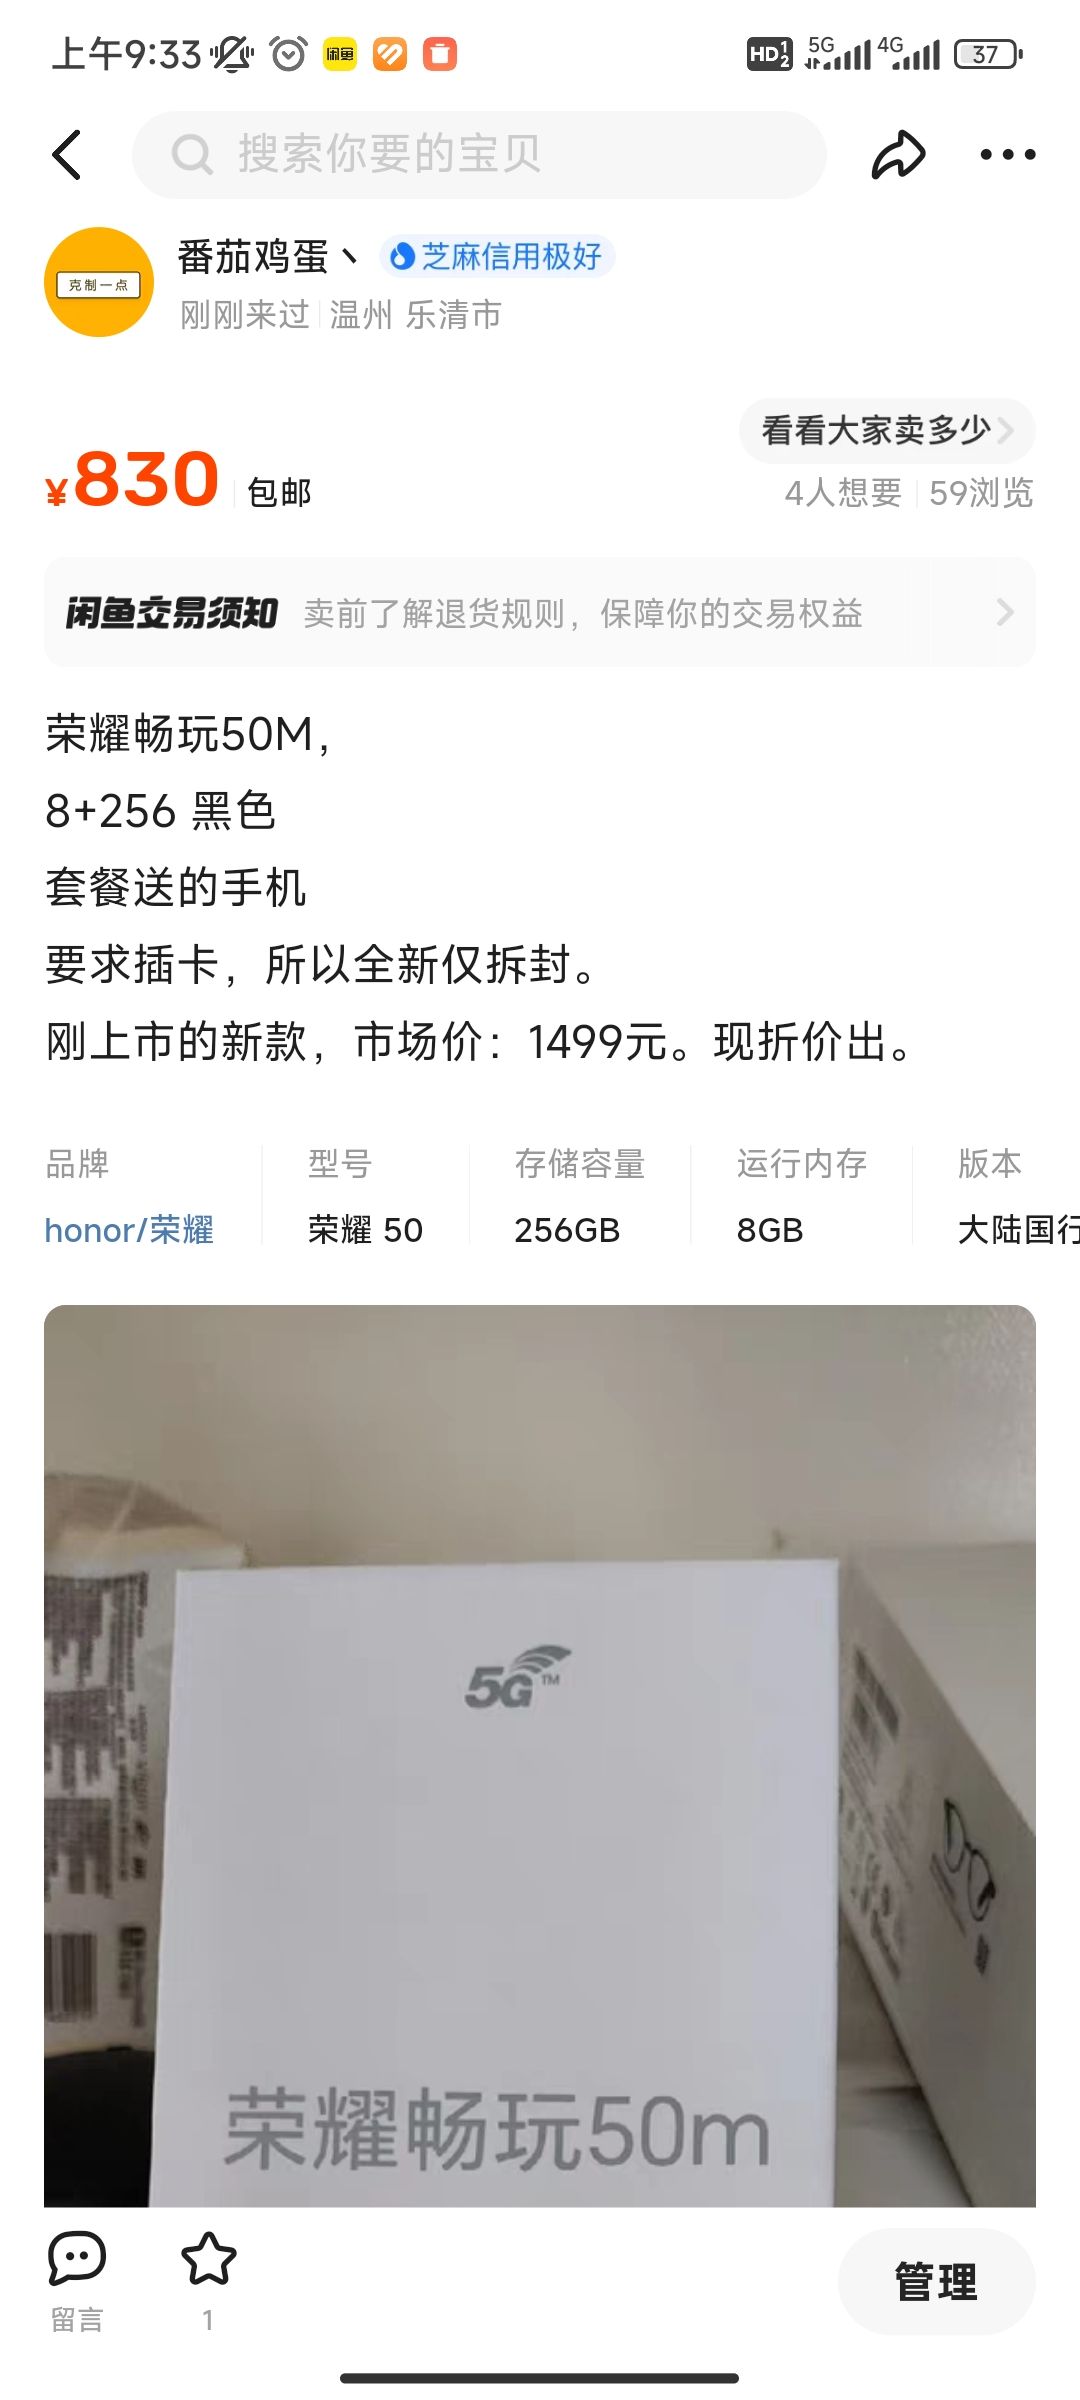 上午9:33
闲鱼
HD 1 2
5G
4G
37
搜索你要的宝贝
克制一点
番茄鸡蛋丶
芝麻信用极好
刚刚来过 温州 乐清市
看看大家卖多少
¥830 包邮
4人想要 59浏览
闲鱼交易须知 卖前了解退货规则，保障你的交易权益
荣耀畅玩50M，
8+256 黑色
套餐送的手机
要求插卡，所以全新仅拆封。
刚上市的新款，市场价：1499元。现折价出。
品牌 型号 存储容量 运行内存 版本
honor/荣耀 荣耀 50 256GB 8GB 大陆国行
5G™
荣耀畅玩50m
留言
1
管理